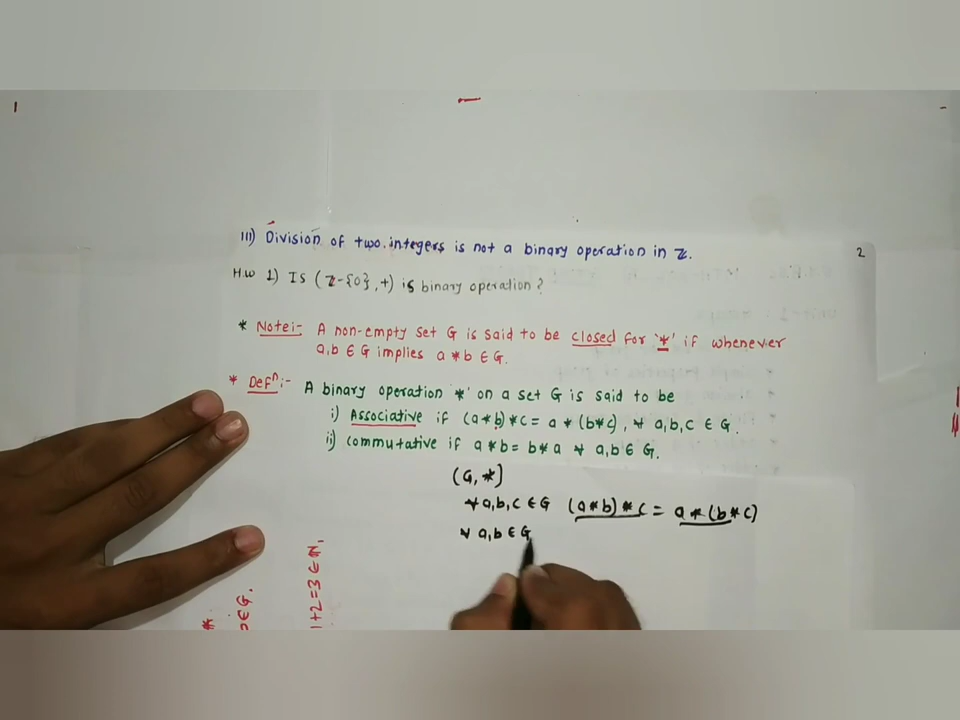 III) Division of two integers is not a binary operation in Z.
2
H.W 1) Is (Z-{0}, +) is binary operation?
* Note:- A non-empty set G is said to be closed for '*' if whenever
a,b ∈ G implies a * b ∈ G.
* Defⁿ:- A binary operation '*' on a set G is said to be
i) Associative if (a*b)*c = a*(b*c), ∀ a,b,c ∈ G.
ii) commutative if a*b = b*a ∀ a,b ∈ G.
(G, *)
∀ a,b,c ∈ G (a*b)*c = a*(b*c)
∀ a,b ∈ G
1+2=3 ∈ N.
∈ G.
*.